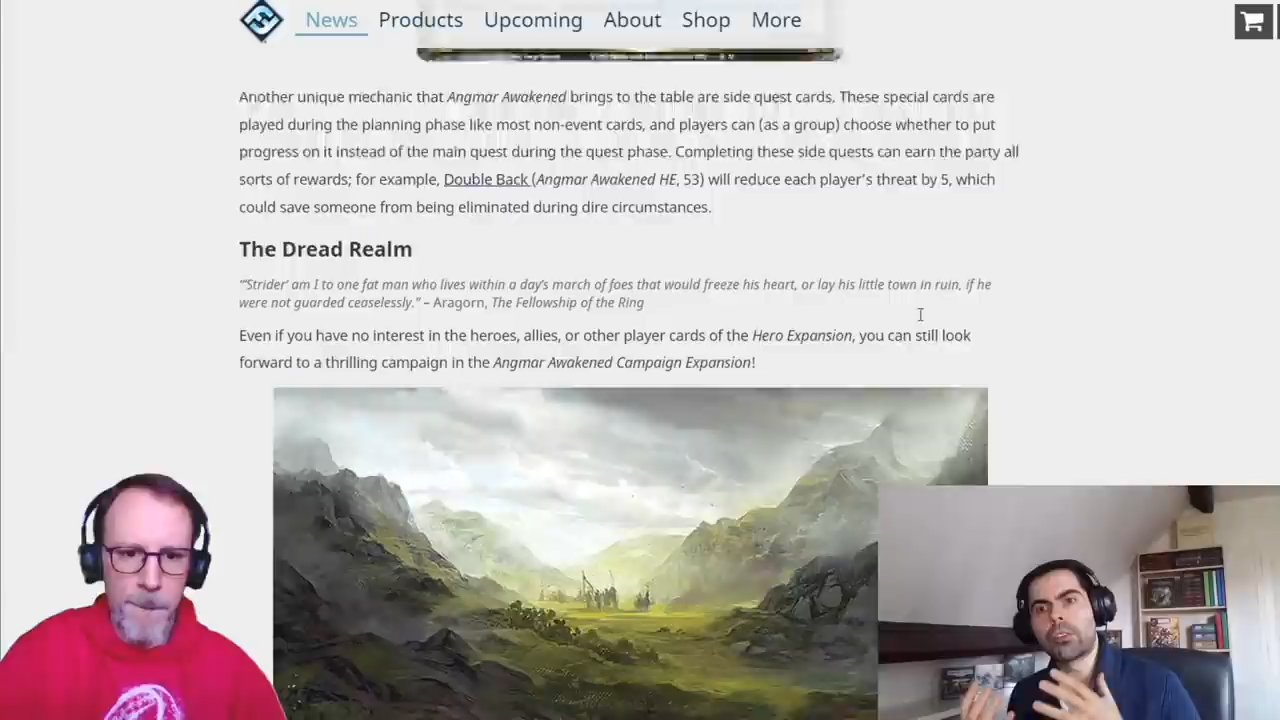 News Products Upcoming About Shop More
Another unique mechanic that Angmar Awakened brings to the table are side quest cards. These special cards are
played during the planning phase like most non-event cards, and players can (as a group) choose whether to put
progress on it instead of the main quest during the quest phase. Completing these side quests can earn the party all
sorts of rewards; for example, Double Back (Angmar Awakened HE, 53) will reduce each player’s threat by 5, which
could save someone from being eliminated during dire circumstances.
The Dread Realm
“‘Strider’ am I to one fat man who lives within a day’s march of foes that would freeze his heart, or lay his little town in ruin, if he
were not guarded ceaselessly.” – Aragorn, The Fellowship of the Ring
Even if you have no interest in the heroes, allies, or other player cards of the Hero Expansion, you can still look
forward to a thrilling campaign in the Angmar Awakened Campaign Expansion!